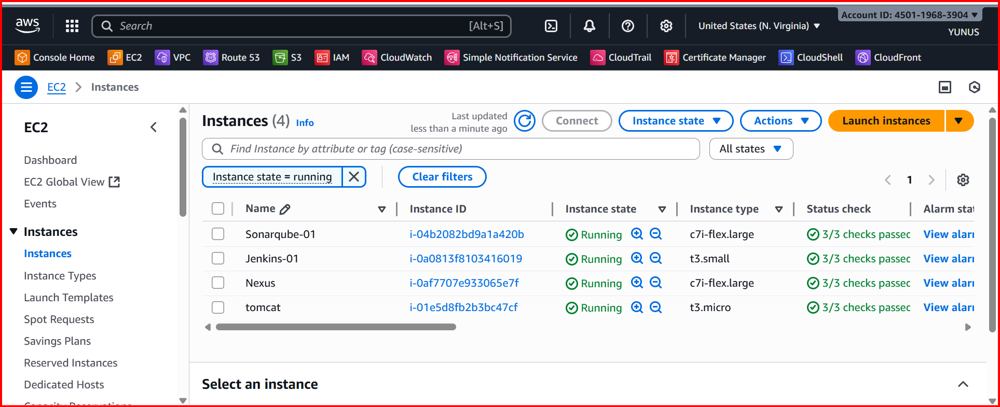 aws
Search [Alt+S]
United States (N. Virginia)
Account ID: 4501-1968-3904
YUNUS
Console Home EC2 VPC Route 53 S3 IAM CloudWatch Simple Notification Service CloudTrail Certificate Manager CloudShell CloudFront
EC2 Instances
EC2
Dashboard
EC2 Global View
Events
Instances
Instances
Instance Types
Launch Templates
Spot Requests
Savings Plans
Reserved Instances
Dedicated Hosts
Capacity Reservations
Instances (4) Info
Last updated
less than a minute ago
Connect Instance state Actions Launch instances
Find Instance by attribute or tag (case-sensitive) All states
Instance state = running Clear filters
1
Name Instance ID Instance state Instance type Status check Alarm stat
Sonarqube-01 i-04b2082bd9a1a420b Running c7i-flex.large 3/3 checks passec View alarr
Jenkins-01 i-0a0813f8103416019 Running t3.small 3/3 checks passec View alarr
Nexus i-0af7707e933065e7f Running c7i-flex.large 3/3 checks passec View alarr
tomcat i-01e5d8fb2b3bc47cf Running t3.micro 3/3 checks passec View alarr
Select an instance